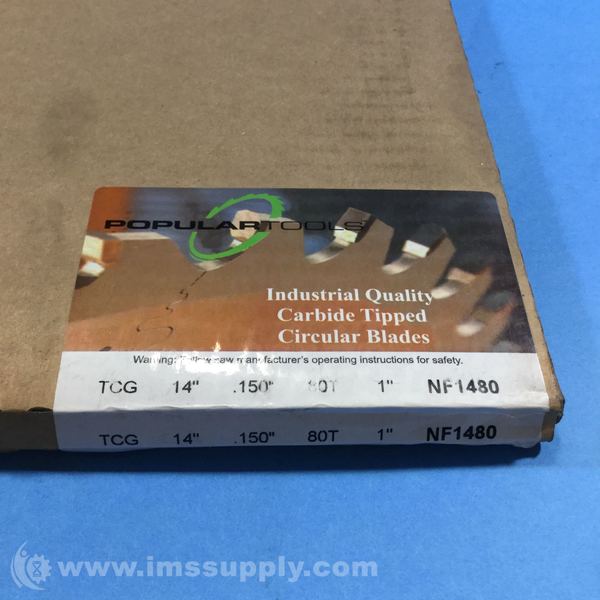 POPULARTOOLS
Industrial Quality
Carbide Tipped
Circular Blades
Warning: Follow saw manufacturer's operating instructions for safety.
TCG 14" .150" 80T 1" NF1480
TCG 14" .150" 80T 1" NF1480
www.imssupply.com